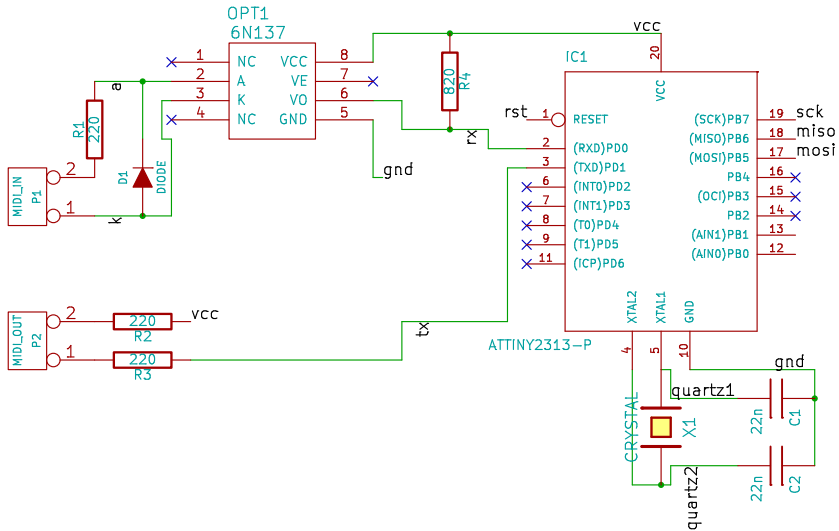 OPT1
6N137
1 NC VCC 8
2 A VE 7
3 K VO 6
4 NC GND 5
a
k
R1
220
MIDI_IN
P1
2
1
D1
DIODE
820
R4
rx
gnd
vcc
IC1
20
VCC
rst 1 RESET (SCK)PB7 19 sck
(MISO)PB6 18 miso
2 (RXD)PD0 (MOSI)PB5 17 mosi
3 (TXD)PD1 PB4 16
6 (INT0)PD2 (OCI)PB3 15
7 (INT1)PD3 PB2 14
8 (T0)PD4 (AIN1)PB1 13
9 (T1)PD5 (AIN0)PB0 12
11 (ICP)PD6
XTAL2 XTAL1 GND
4 5 10
ATTINY2313-P
MIDI_OUT
P2
2
1
220
R2
vcc
220
R3
tx
gnd
quartz1
CRYSTAL
X1
22n
C1
quartz2
22n
C2